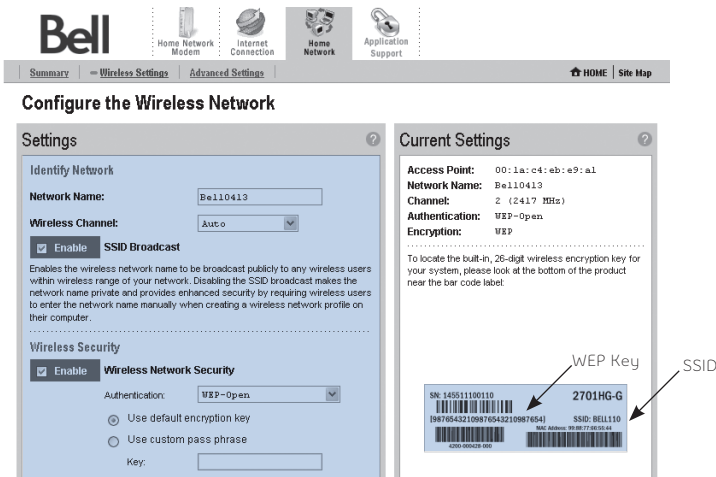 Bell
Home Network Modem
Internet Connection
Home Network
Application Support
Summary
Wireless Settings
Advanced Settings
HOME | Site Map
Configure the Wireless Network
Settings
?
Identify Network
Network Name: Bell0413
Wireless Channel: Auto
Enable SSID Broadcast
Enables the wireless network name to be broadcast publicly to any wireless users
within wireless range of your network. Disabling the SSID broadcast makes the
network name private and provides enhanced security by requiring wireless users
to enter the network name manually when creating a wireless network profile on
their computer.
Wireless Security
Enable Wireless Network Security
Authentication: WEP-Open
Use default encryption key
Use custom pass phrase
Key:
Current Settings
?
Access Point: 00:1a:c4:eb:e9:a1
Network Name: Bell0413
Channel: 2 (2417 MHz)
Authentication: WEP-Open
Encryption: WEP
To locate the built-in, 26-digit wireless encryption key for
your system, please look at the bottom of the product
near the bar code label:
WEP Key
SSID
SN: 145511100110
2701HG-G
[98765432109876543210987654]
SSID: BELL110
MAC Address:
4200-000428-000